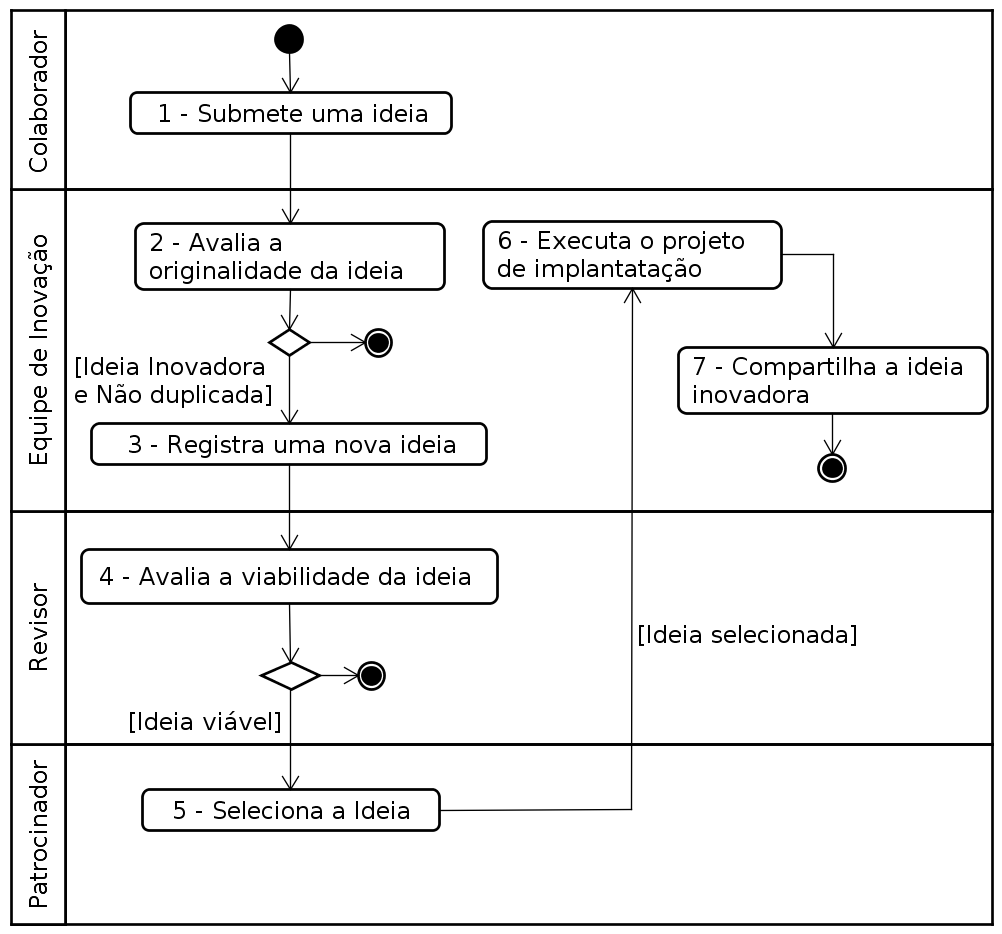 Colaborador
1 - Submete uma ideia
Equipe de Inovação
2 - Avalia a
originalidade da ideia
[Ideia Inovadora
e Não duplicada]
3 - Registra uma nova ideia
6 - Executa o projeto
de implantatação
7 - Compartilha a ideia
inovadora
Revisor
4 - Avalia a viabilidade da ideia
[Ideia viável]
[Ideia selecionada]
Patrocinador
5 - Seleciona a Ideia